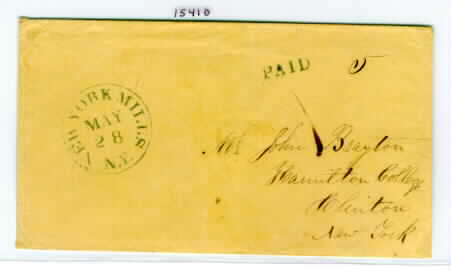 15410
PAID 5
NEW YORK MILLS
MAY
28
N.Y.
Mr John Brayton
Hamilton College
Clinton
New York